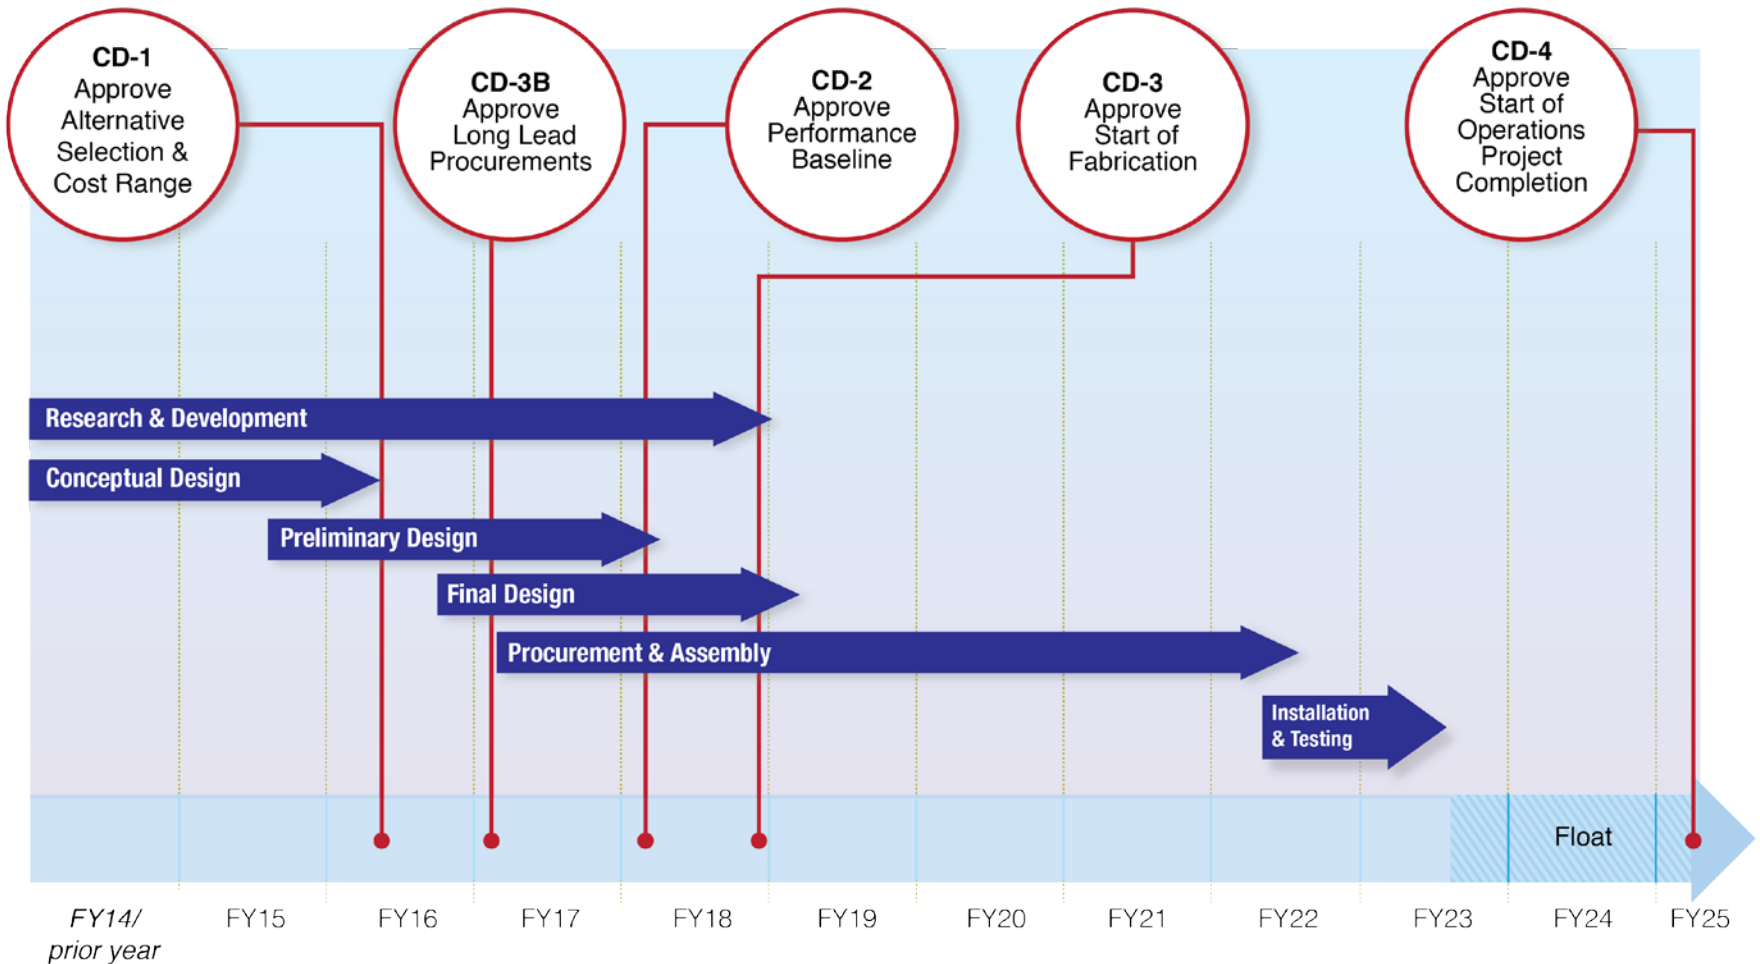 CD-1
Approve
Alternative
Selection &
Cost Range
CD-3B
Approve
Long Lead
Procurements
CD-2
Approve
Performance
Baseline
CD-3
Approve
Start of
Fabrication
CD-4
Approve
Start of
Operations
Project
Completion
Research & Development
Conceptual Design
Preliminary Design
Final Design
Procurement & Assembly
Installation
& Testing
Float
FY14/
prior year
FY15
FY16
FY17
FY18
FY19
FY20
FY21
FY22
FY23
FY24
FY25